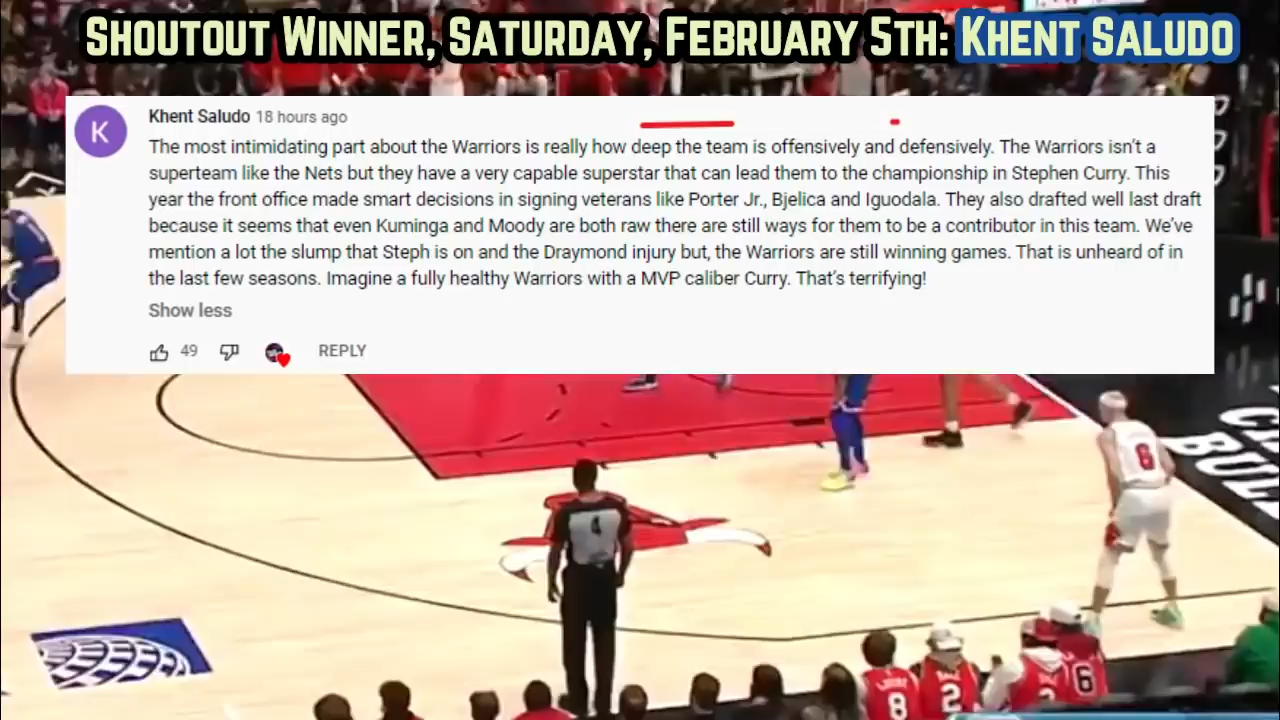 SHOUTOUT WINNER, SATURDAY, FEBRUARY 5TH: KHENT SALUDO
K
Khent Saludo 18 hours ago
The most intimidating part about the Warriors is really how deep the team is offensively and defensively. The Warriors isn't a
superteam like the Nets but they have a very capable superstar that can lead them to the championship in Stephen Curry. This
year the front office made smart decisions in signing veterans like Porter Jr., Bjelica and Iguodala. They also drafted well last draft
because it seems that even Kuminga and Moody are both raw there are still ways for them to be a contributor in this team. We've
mention a lot the slump that Steph is on and the Draymond injury but, the Warriors are still winning games. That is unheard of in
the last few seasons. Imagine a fully healthy Warriors with a MVP caliber Curry. That's terrifying!
Show less
49
REPLY
6
4
8
2
6